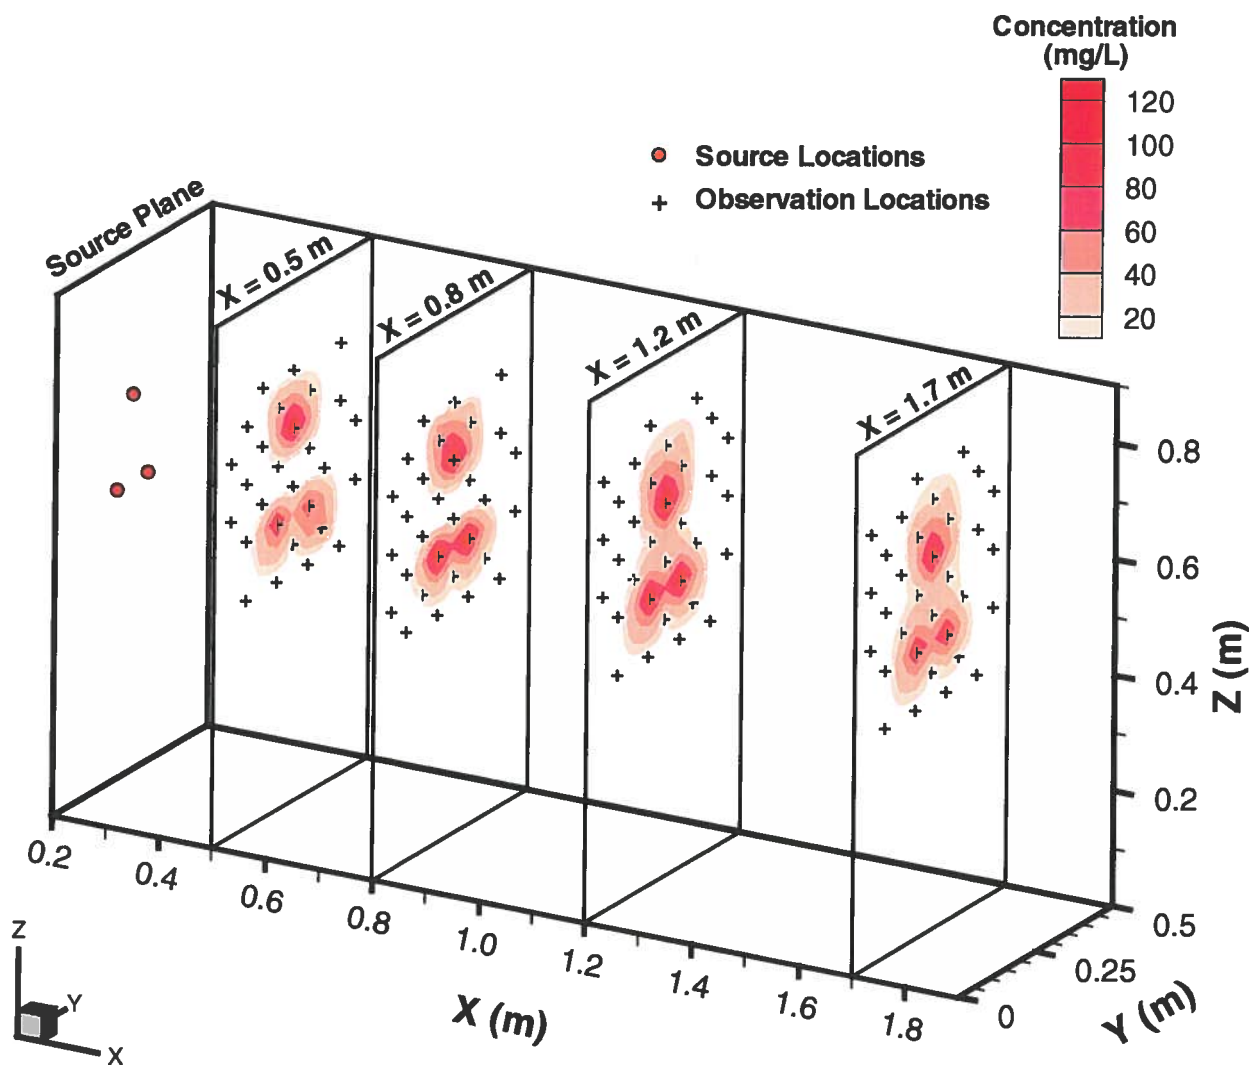 Concentration
(mg/L)
120
100
80
60
40
20
Source Locations
Observation Locations
Source Plane
X = 0.5 m
X = 0.8 m
X = 1.2 m
X = 1.7 m
0.8
0.6
0.4
0.2
Z (m)
0.2
0.4
0.6
0.8
1.0
1.2
1.4
1.6
1.8
X (m)
0
0.25
0.5
Y (m)
Z
Y
X